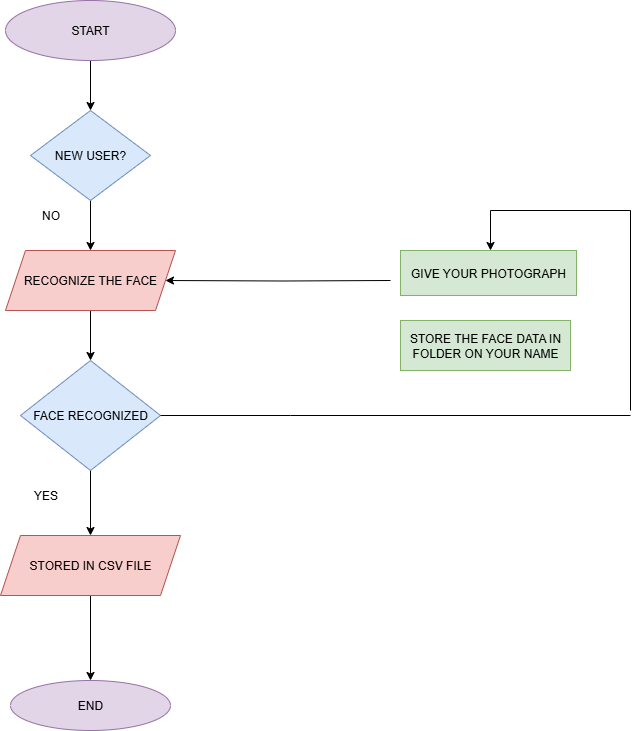 START
NEW USER?
NO
RECOGNIZE THE FACE
GIVE YOUR PHOTOGRAPH
STORE THE FACE DATA IN
FOLDER ON YOUR NAME
FACE RECOGNIZED
YES
STORED IN CSV FILE
END